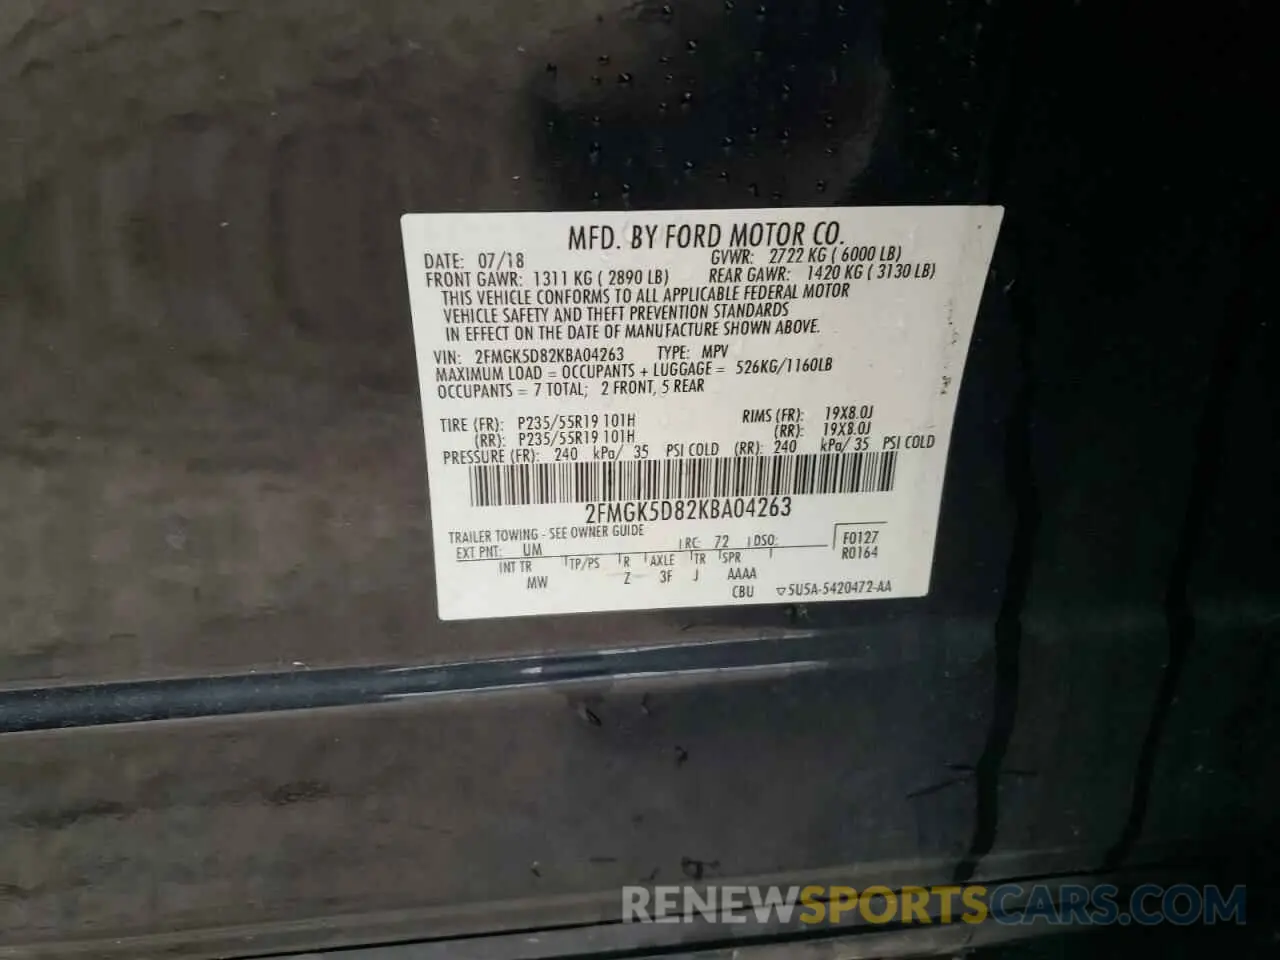 MFD. BY FORD MOTOR CO.
DATE: 07/18 GVWR: 2722 KG ( 6000 LB)
FRONT GAWR: 1311 KG ( 2890 LB) REAR GAWR: 1420 KG ( 3130 LB)
THIS VEHICLE CONFORMS TO ALL APPLICABLE FEDERAL MOTOR
VEHICLE SAFETY AND THEFT PREVENTION STANDARDS
IN EFFECT ON THE DATE OF MANUFACTURE SHOWN ABOVE.
VIN: 2FMGK5D82KBA04263 TYPE: MPV
MAXIMUM LOAD = OCCUPANTS + LUGGAGE = 526KG/1160LB
OCCUPANTS = 7 TOTAL; 2 FRONT, 5 REAR
TIRE (FR): P235/55R19 101H RIMS (FR): 19X8.0J
(RR): P235/55R19 101H (RR): 19X8.0J
PRESSURE (FR): 240 kPa/ 35 PSI COLD (RR): 240 kPa/ 35 PSI COLD
2FMGK5D82KBA04263
TRAILER TOWING - SEE OWNER GUIDE
EXT PNT: UM RC: 72 DSO: F0127
R0164
INT TR TP/PS R AXLE TR SPR
MW Z 3F J AAAA
CBU ▽5U5A-5420472-AA
RENEWSPORTSCARS.COM